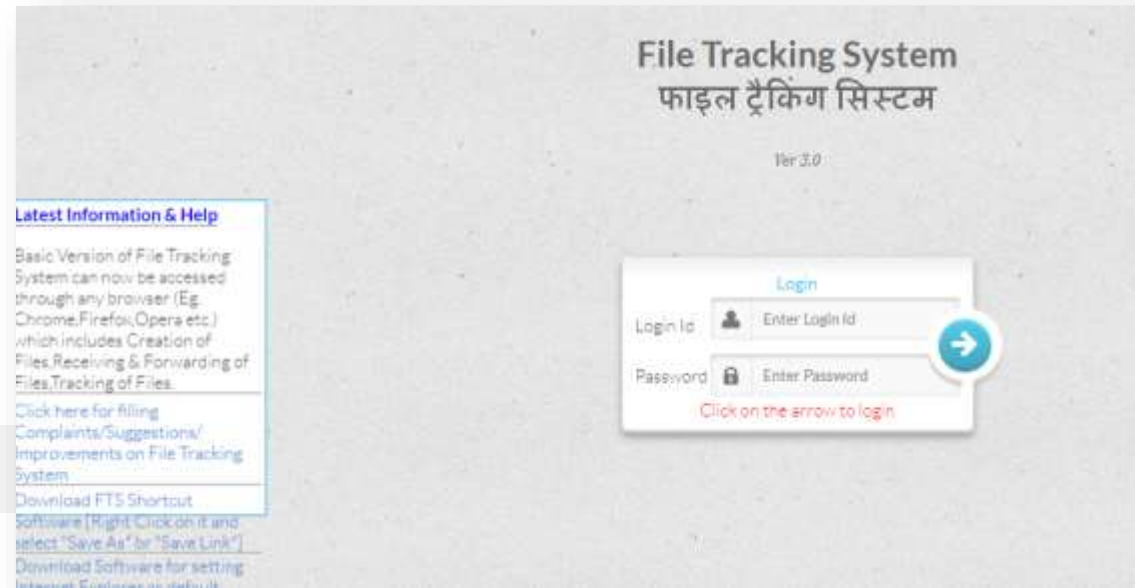 File Tracking System
फाइल ट्रैकिंग सिस्टम
Ver 3.0
Latest Information & Help
Basic Version of File Tracking
System can now be accessed
through any browser (Eg.
Chrome,Firefox,Opera etc.)
which includes Creation of
Files,Receiving & Forwarding of
Files,Tracking of Files.
Click here for filling
Complaints/Suggestions/
Improvements on File Tracking
System
Download FTS Shortcut
Software [Right Click on it and
select "Save As" or "Save Link"]
Download Software for setting
Internet Explorer as default
Login
Login Id
Enter Login Id
Password
Enter Password
Click on the arrow to login